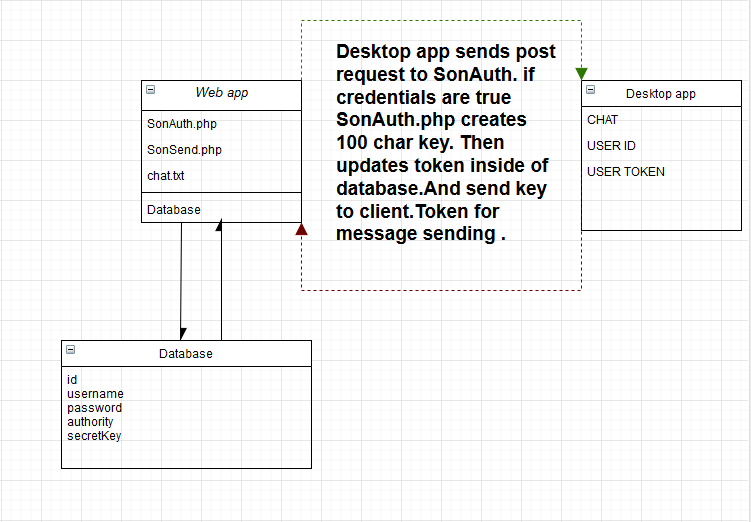 Desktop app sends post
request to SonAuth. if
credentials are true
SonAuth.php creates
100 char key. Then
updates token inside of
database.And send key
to client.Token for
message sending .
Web app
SonAuth.php
SonSend.php
chat.txt
Database
Desktop app
CHAT
USER ID
USER TOKEN
Database
id
username
password
authority
secretKey